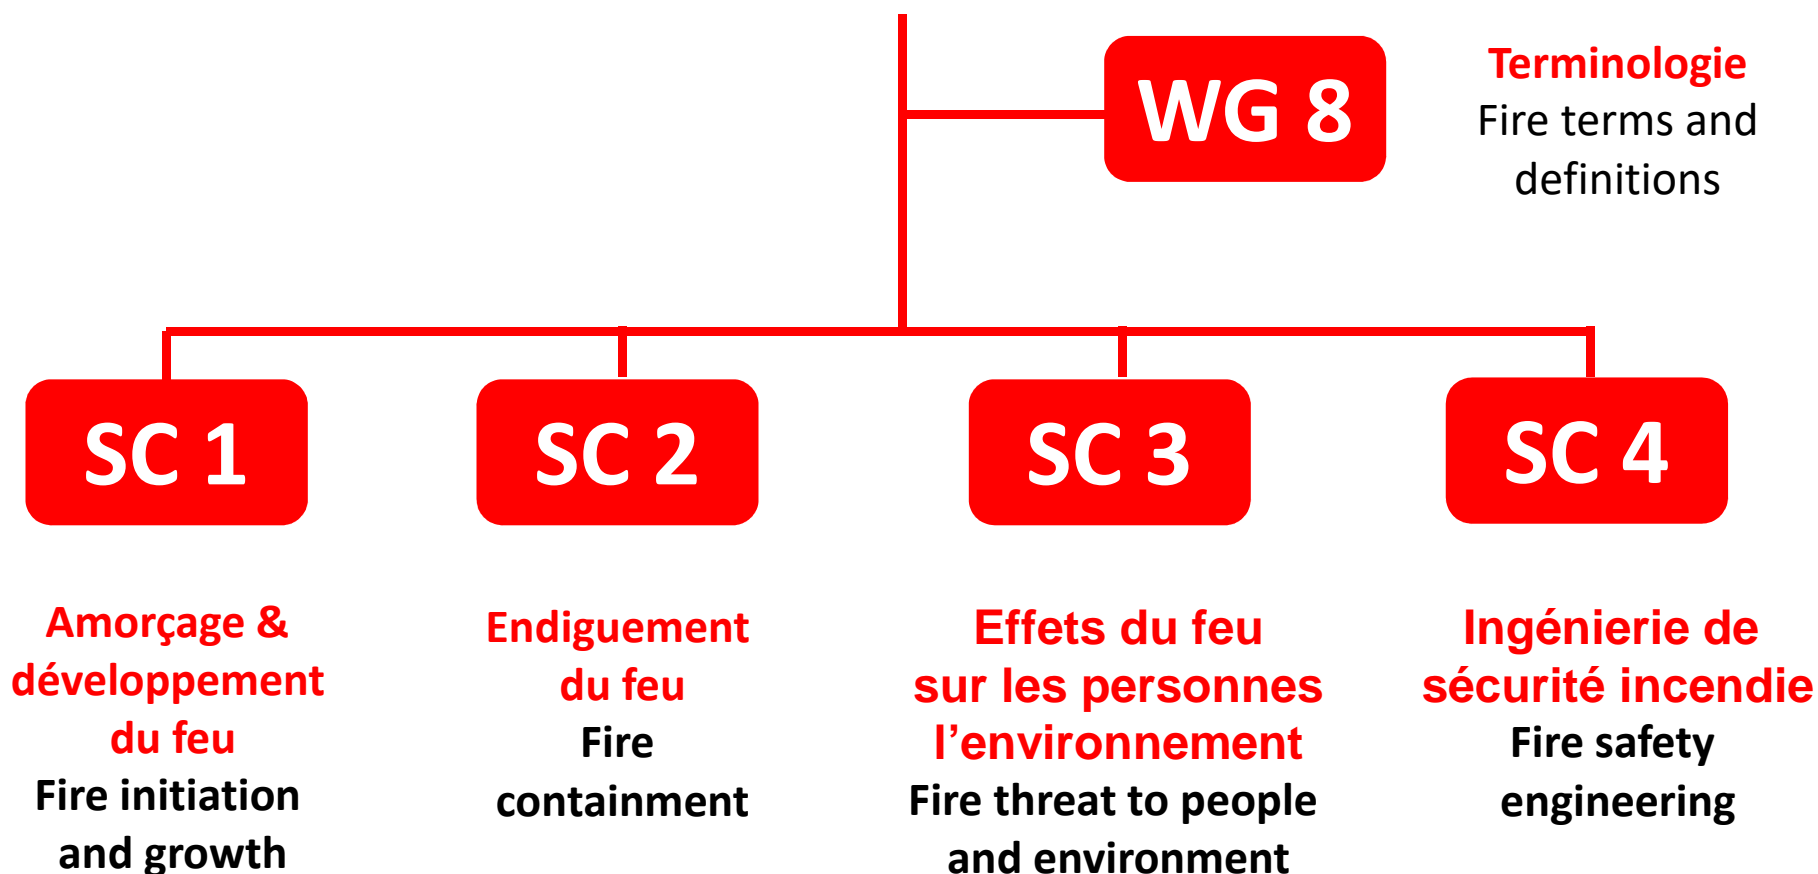 WG 8
Terminologie
Fire terms and
definitions
SC 1
SC 2
SC 3
SC 4
Amorçage &
développement
du feu
Fire initiation
and growth
Endiguement
du feu
Fire
containment
Effets du feu
sur les personnes
l’environnement
Fire threat to people
and environment
Ingénierie de
sécurité incendie
Fire safety
engineering